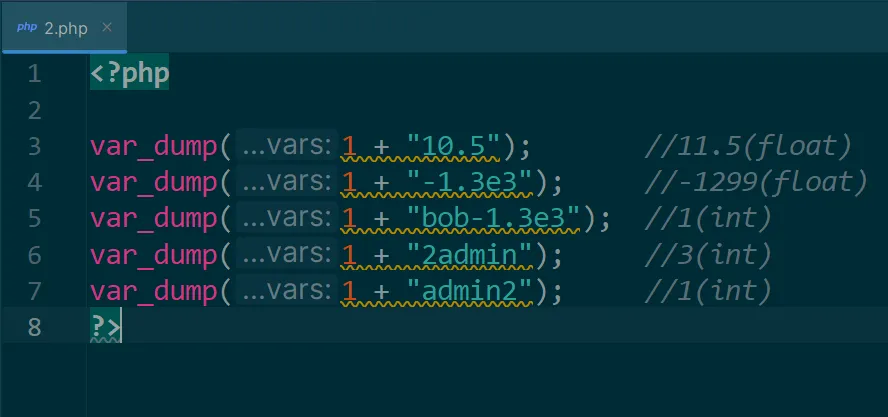 php 2.php ×
1 <?php
2
3 var_dump( ...vars: 1 + "10.5"); //11.5(float)
4 var_dump( ...vars: 1 + "-1.3e3"); //-1299(float)
5 var_dump( ...vars: 1 + "bob-1.3e3"); //1(int)
6 var_dump( ...vars: 1 + "2admin"); //3(int)
7 var_dump( ...vars: 1 + "admin2"); //1(int)
8 ?>